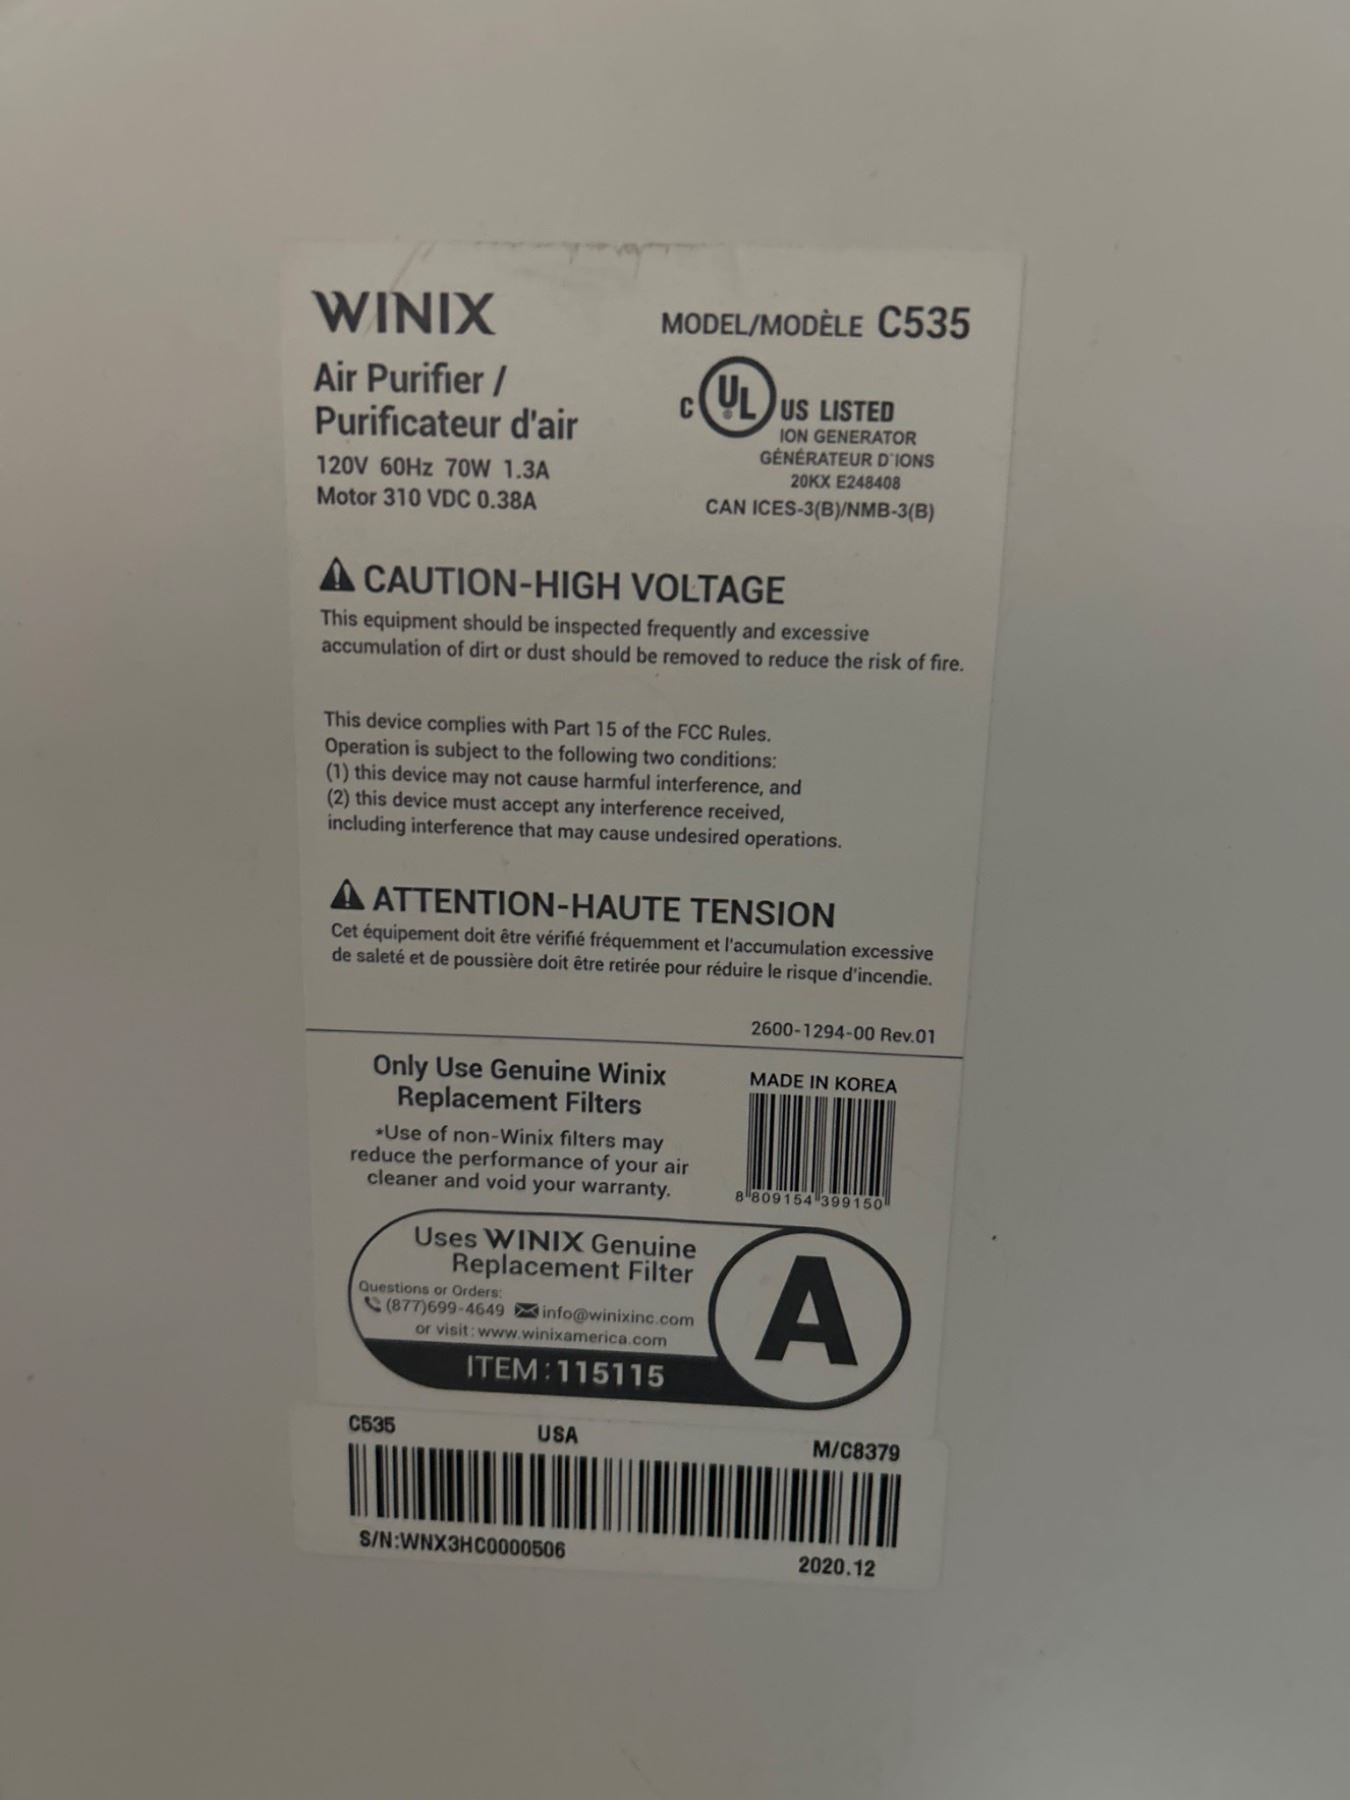 WINIX
MODEL/MODÈLE C535
Air Purifier /
Purificateur d'air
120V 60Hz 70W 1.3A
Motor 310 VDC 0.38A
C UL ® US LISTED
ION GENERATOR
GÉNÉRATEUR D'IONS
20KX E248408
CAN ICES-3(B)/NMB-3(B)
CAUTION-HIGH VOLTAGE
This equipment should be inspected frequently and excessive
accumulation of dirt or dust should be removed to reduce the risk of fire.
This device complies with Part 15 of the FCC Rules.
Operation is subject to the following two conditions:
(1) this device may not cause harmful interference, and
(2) this device must accept any interference received,
including interference that may cause undesired operations.
ATTENTION-HAUTE TENSION
Cet équipement doit être vérifié fréquemment et l'accumulation excessive
de saleté et de poussière doit être retirée pour réduire le risque d'incendie.
2600-1294-00 Rev.01
Only Use Genuine Winix
Replacement Filters
*Use of non-Winix filters may
reduce the performance of your air
cleaner and void your warranty.
MADE IN KOREA
8 809154 399150
Uses WINIX Genuine
Replacement Filter
Questions or Orders:
(877)699-4649 info@winixinc.com
or visit: www.winixamerica.com
ITEM : 115115
A
C535 USA M/C8379
S/N:WNX3HC0000506
2020.12